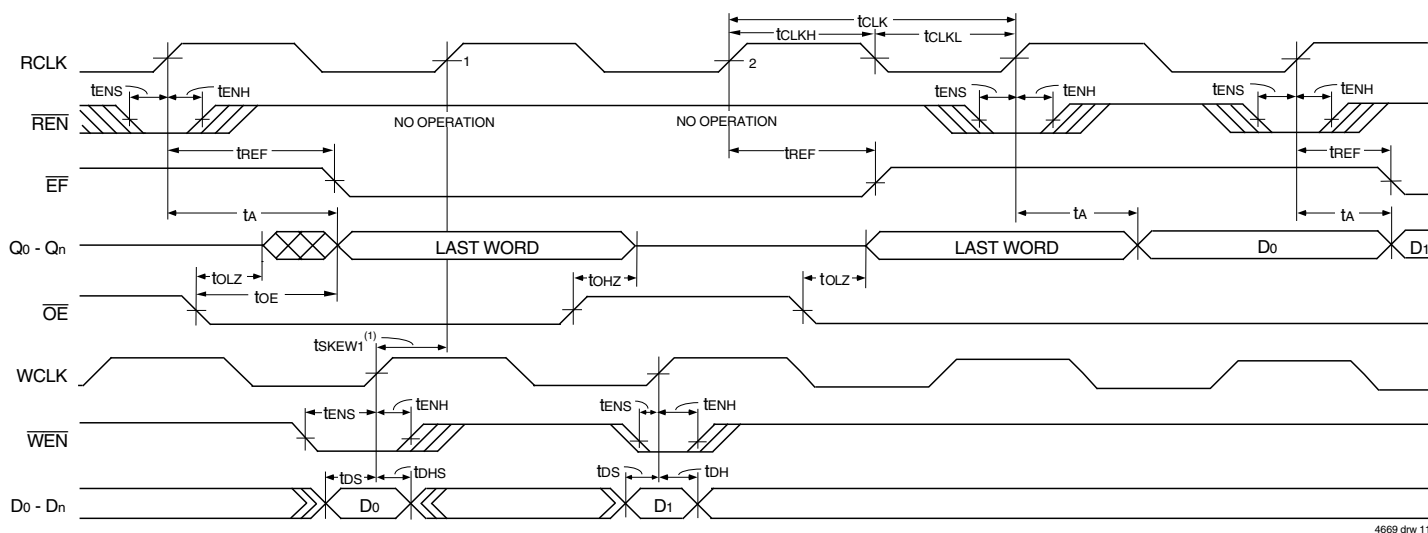 tCLK
tCLKH tCLKL
RCLK 1 2
tENS tENH tENS tENH tENS tENH
REN NO OPERATION NO OPERATION
tREF tREF tREF
EF
tA tA tA
Q0 - Qn LAST WORD LAST WORD D0 D1
tOLZ tOHZ tOLZ
tOE
OE
tSKEW1(1)
WCLK
tENS tENH tENS tENH
WEN
tDS tDHS tDS tDH
D0 - Dn D0 D1
4669 drw 11